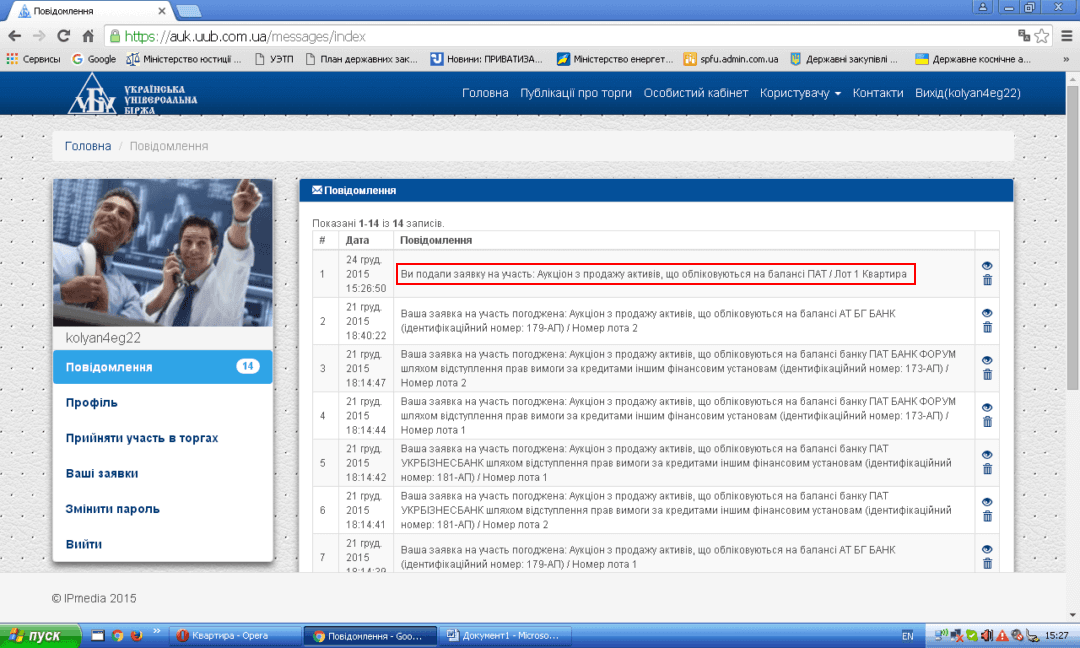 Повідомлення
https://auk.uub.com.ua/messages/index
Сервисы
Google
Міністерство юстиції ...
УЭТП
План державних зак...
Новини: ПРИВАТИЗА...
Міністерство енергет...
spfu.admin.com.ua
Державні закупівлі ...
Державне космічне а...
»
УУБ
УКРАЇНСЬКА
УНІВЕРСАЛЬНА
БІРЖА
Головна
Публікації про торги
Особистий кабінет
Користувачу
Контакти
Вихід(kolyan4eg22)
Головна / Повідомлення
kolyan4eg22
Повідомлення 14
Профіль
Прийняти участь в торгах
Ваші заявки
Змінити пароль
Вийти
Повідомлення
Показані 1-14 із 14 записів.
# Дата Повідомлення
1
24 груд.
2015
15:26:50
Ви подали заявку на участь: Аукціон з продажу активів, що обліковуються на балансі ПАТ / Лот 1 Квартира
2
21 груд.
2015
18:40:22
Ваша заявка на участь погоджена: Аукціон з продажу активів, що обліковуються на балансі АТ БГ БАНК
(ідентифікаційний номер: 179-АП) / Номер лота 2
3
21 груд.
2015
18:14:47
Ваша заявка на участь погоджена: Аукціон з продажу активів, що обліковуються на балансі банку ПАТ БАНК ФОРУМ
шляхом відступлення прав вимоги за кредитами іншим фінансовим установам (ідентифікаційний номер: 173-АП) /
Номер лота 2
4
21 груд.
2015
18:14:44
Ваша заявка на участь погоджена: Аукціон з продажу активів, що обліковуються на балансі банку ПАТ БАНК ФОРУМ
шляхом відступлення прав вимоги за кредитами іншим фінансовим установам (ідентифікаційний номер: 173-АП) /
Номер лота 1
5
21 груд.
2015
18:14:42
Ваша заявка на участь погоджена: Аукціон з продажу активів, що обліковуються на балансі банку ПАТ
УКРБІЗНЕСБАНК шляхом відступлення прав вимоги за кредитами іншим фінансовим установам (ідентифікаційний
номер: 181-АП) / Номер лота 1
6
21 груд.
2015
18:14:41
Ваша заявка на участь погоджена: Аукціон з продажу активів, що обліковуються на балансі банку ПАТ
УКРБІЗНЕСБАНК шляхом відступлення прав вимоги за кредитами іншим фінансовим установам (ідентифікаційний
номер: 181-АП) / Номер лота 2
7
21 груд.
2015
18:14:39
Ваша заявка на участь погоджена: Аукціон з продажу активів, що обліковуються на балансі АТ БГ БАНК
(ідентифікаційний номер: 179-АП) / Номер лота 1
© IPmedia 2015
пуск
»
Квартира - Opera
Повідомлення - Goo...
Документ1 - Microso...
EN
15:27